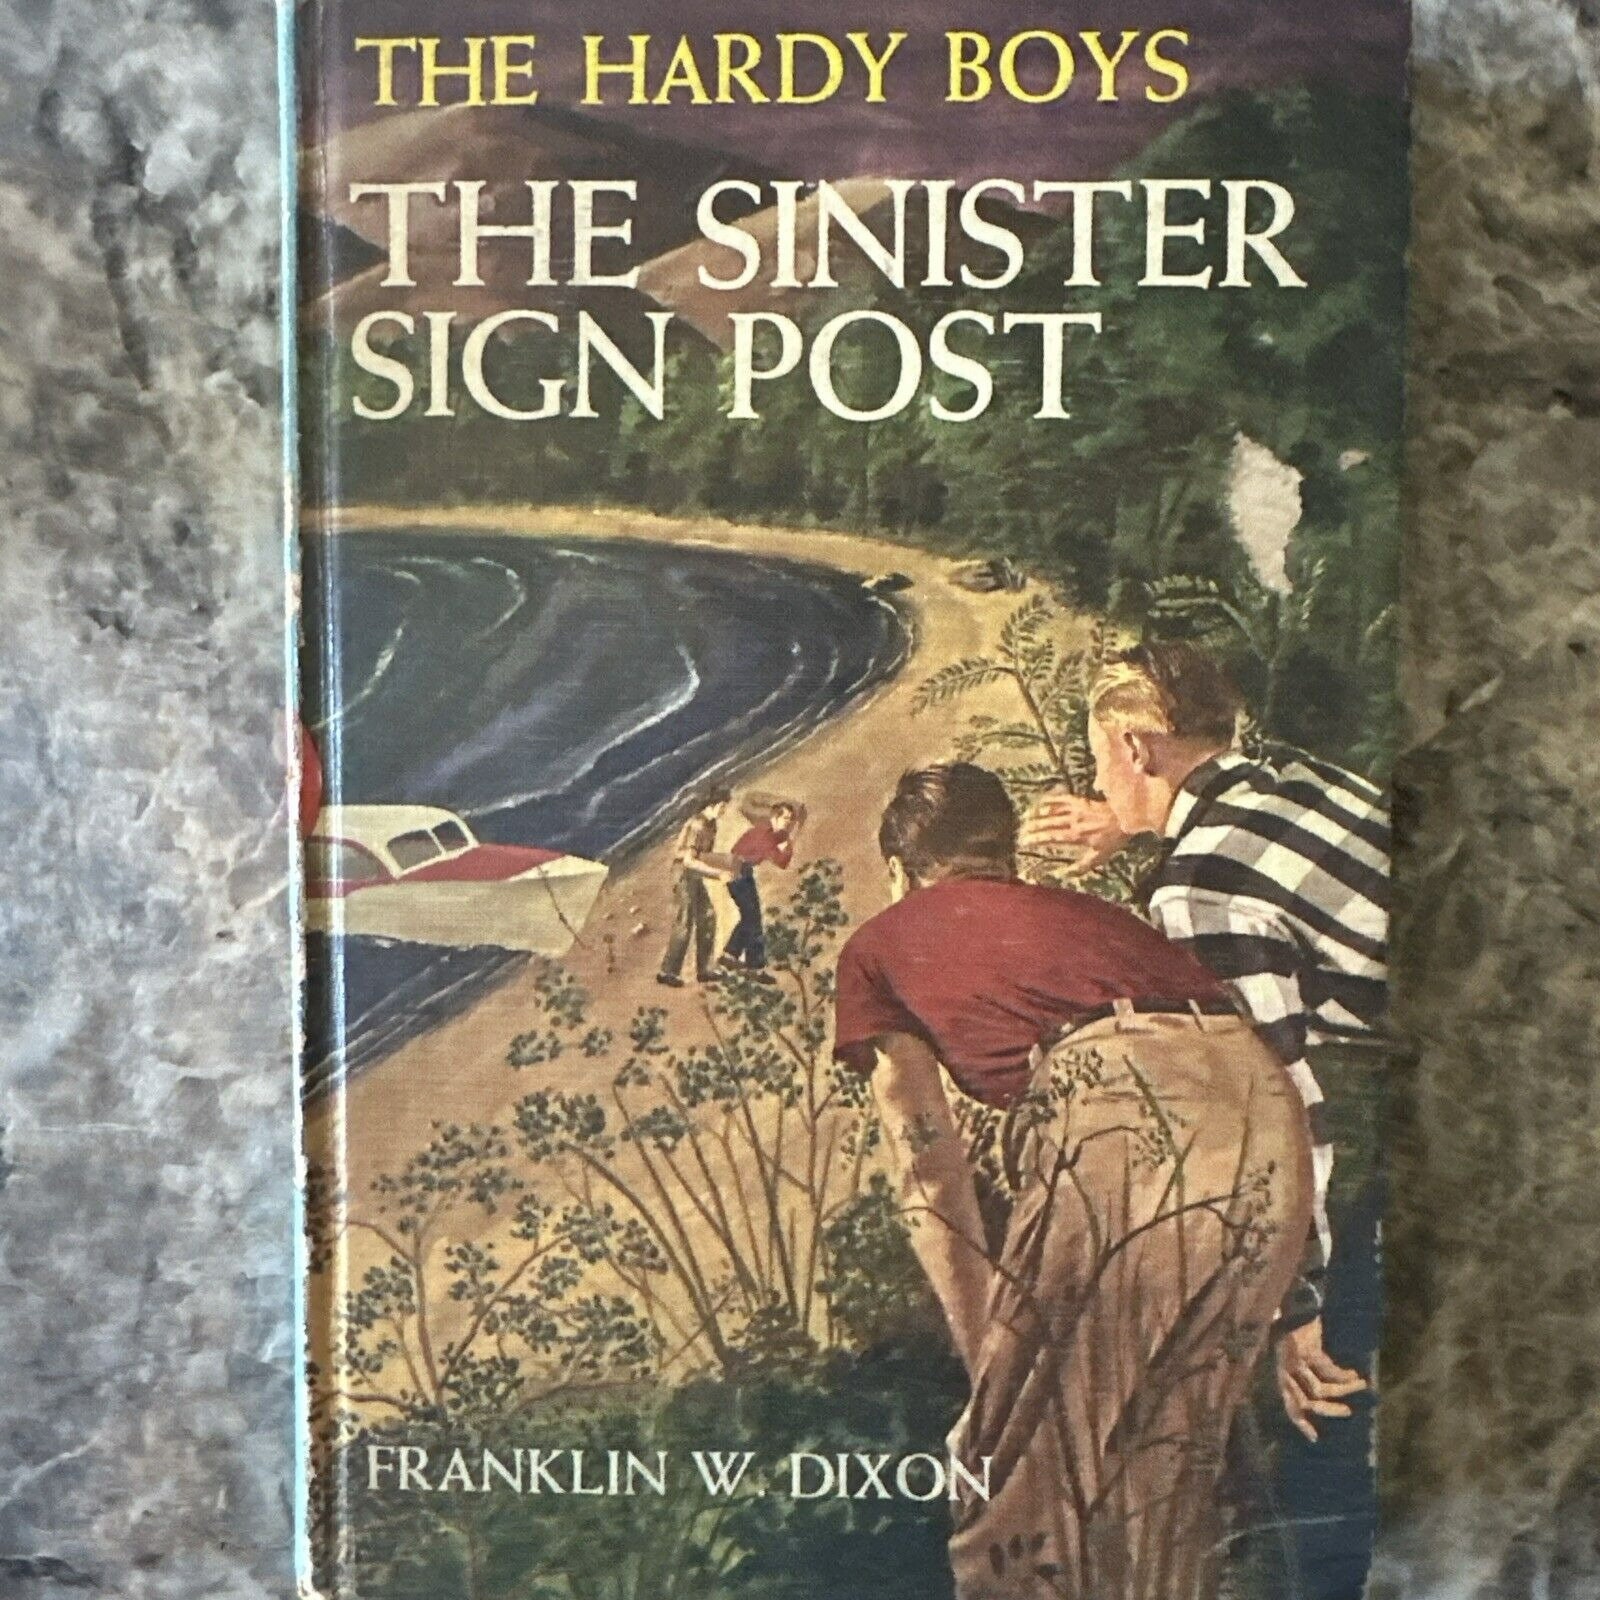 THE HARDY BOYS
THE SINISTER
SIGN POST
FRANKLIN W. DIXON